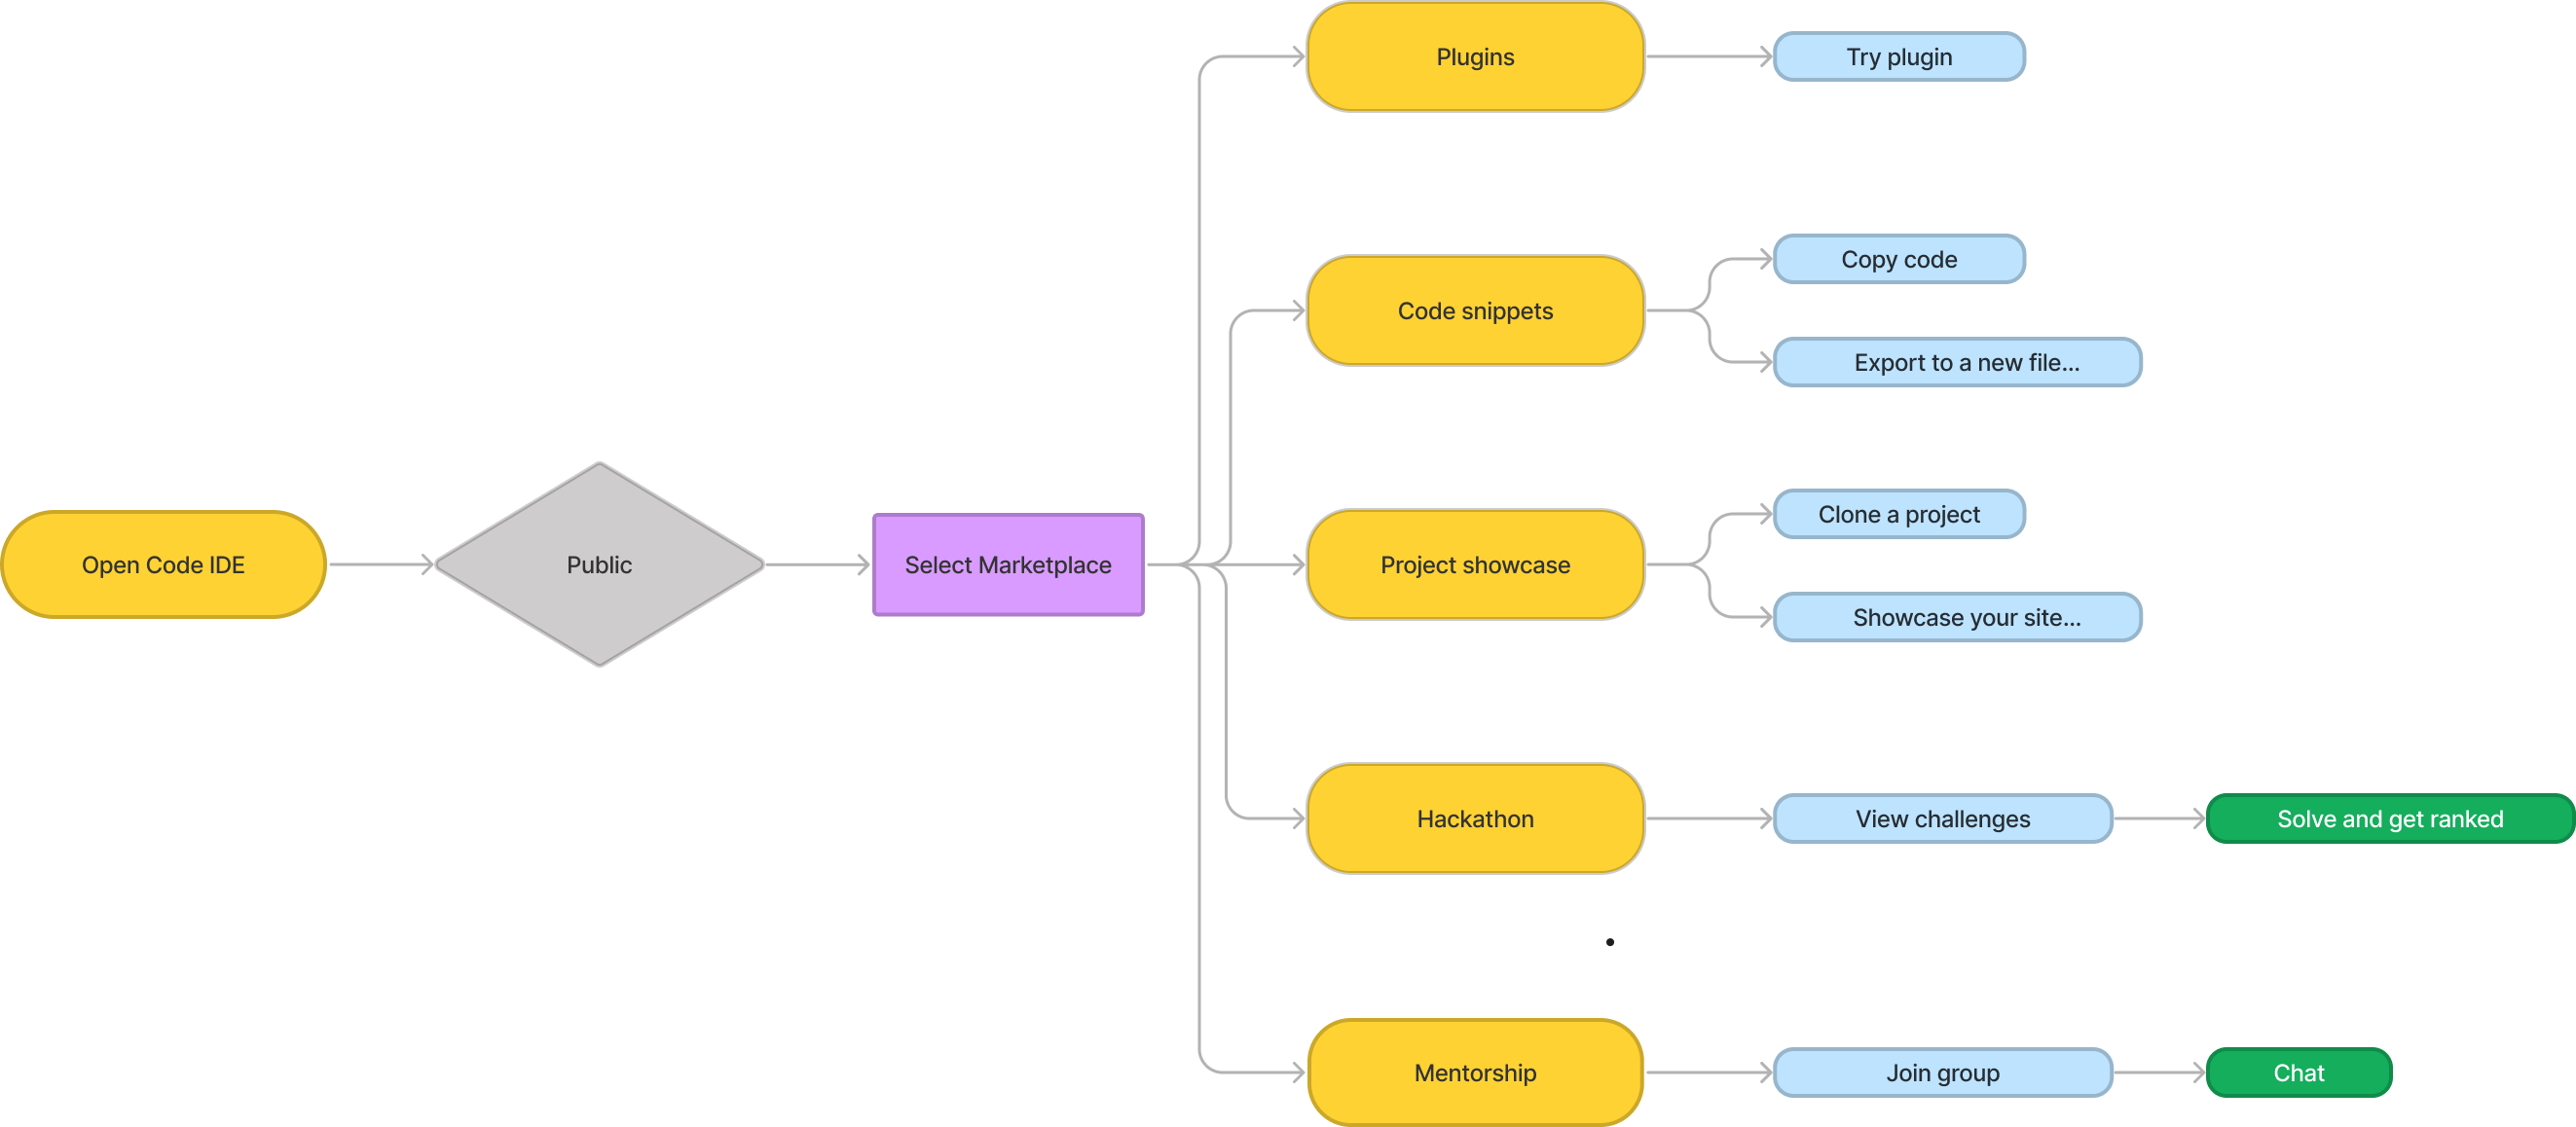 Open Code IDE
Public
Select Marketplace
Plugins
Try plugin
Code snippets
Copy code
Export to a new file...
Project showcase
Clone a project
Showcase your site...
Hackathon
View challenges
Solve and get ranked
Mentorship
Join group
Chat